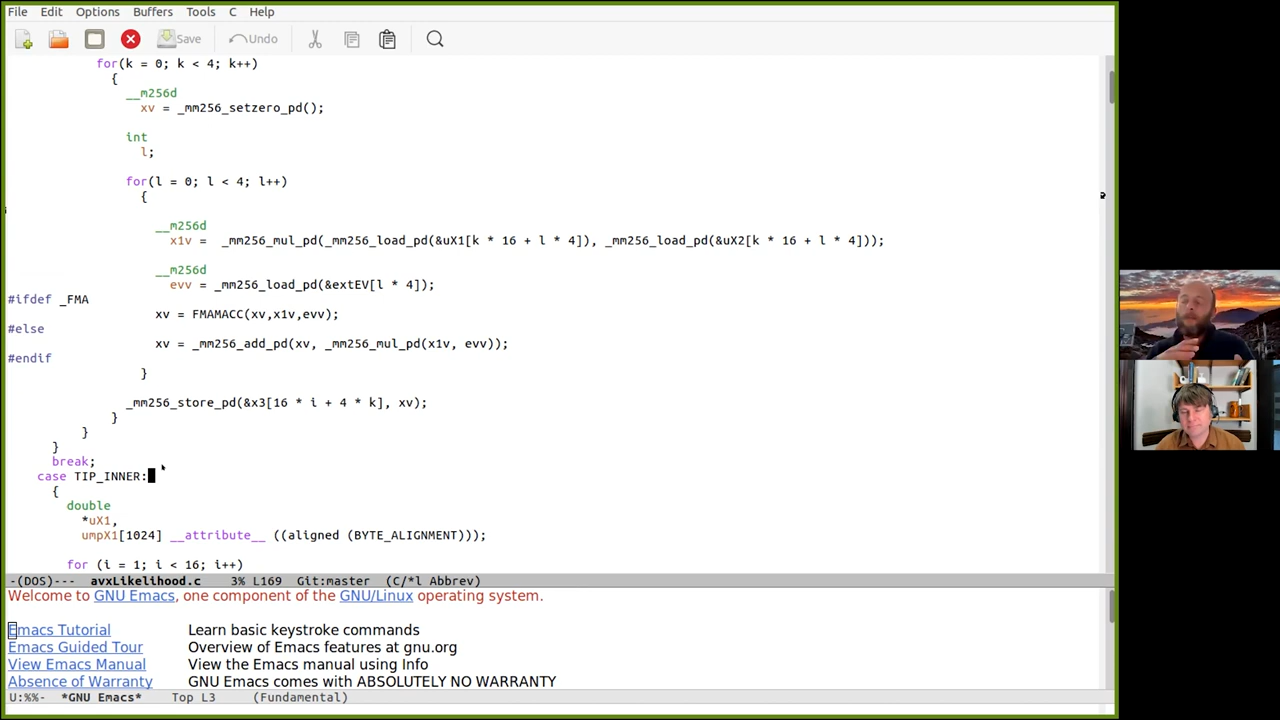 File Edit Options Buffers Tools C Help
Save Undo
for(k = 0; k < 4; k++)
{
__m256d
xv = _mm256_setzero_pd();
int
l;
for(l = 0; l < 4; l++)
{
__m256d
x1v = _mm256_mul_pd(_mm256_load_pd(&uX1[k * 16 + l * 4]), _mm256_load_pd(&uX2[k * 16 + l * 4]));
__m256d
evv = _mm256_load_pd(&extEV[l * 4]);
#ifdef _FMA
xv = FMAMACC(xv,x1v,evv);
#else
xv = _mm256_add_pd(xv, _mm256_mul_pd(x1v, evv));
#endif
}
_mm256_store_pd(&x3[16 * i + 4 * k], xv);
}
}
}
break;
case TIP_INNER:
{
double
*uX1,
umpX1[1024] __attribute__ ((aligned (BYTE_ALIGNMENT)));
for (i = 1; i < 16; i++)
-(DOS)--- avxLikelihood.c 3% L169 Git:master (C/*l Abbrev)
Welcome to GNU Emacs, one component of the GNU/Linux operating system.
Emacs Tutorial Learn basic keystroke commands
Emacs Guided Tour Overview of Emacs features at gnu.org
View Emacs Manual View the Emacs manual using Info
Absence of Warranty GNU Emacs comes with ABSOLUTELY NO WARRANTY
U:%%- *GNU Emacs* Top L3 (Fundamental)